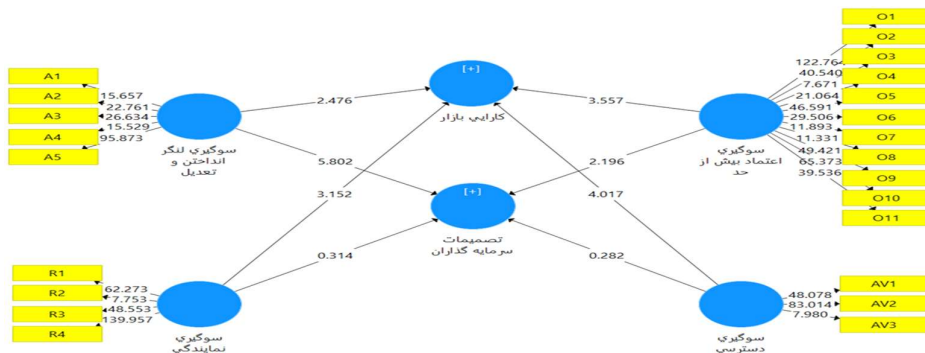 O1
O2
O3
O4
O5
O6
O7
O8
O9
O10
O11
122.764
40.540
7.671
21.064
46.591
29.506
11.893
11.331
49.421
65.373
39.536
A1
A2
A3
A4
A5
15.657
22.761
26.634
15.529
95.873
[+]
کارایي بازار
2.476
3.557
سوگیري لنگر
انداختن و
تعدیل
سوگیري
اعتماد بیش از
حد
5.802
2.196
3.152
4.017
[+]
تصمیمات
سرمایه گذاران
0.314
0.282
R1
R2
R3
R4
62.273
7.753
48.553
139.957
سوگیري
نمایندگي
AV1
AV2
AV3
48.078
83.014
7.980
سوگیري
دسترسي